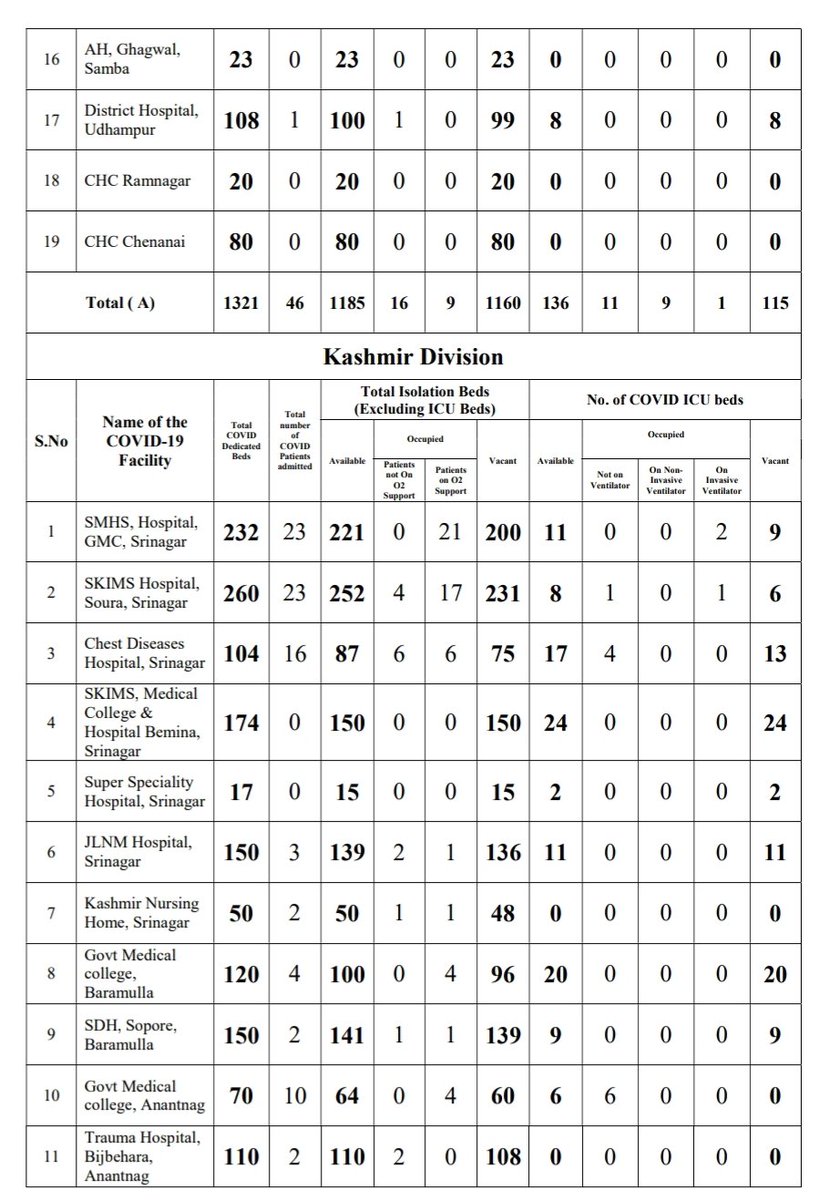 16 AH, Ghagwal, Samba 23 0 23 0 0 23 0 0 0 0 0
17 District Hospital, Udhampur 108 1 100 1 0 99 8 0 0 0 8
18 CHC Ramnagar 20 0 20 0 0 20 0 0 0 0 0
19 CHC Chenanai 80 0 80 0 0 80 0 0 0 0 0
Total ( A) 1321 46 1185 16 9 1160 136 11 9 1 115
Kashmir Division
S.No
Name of the COVID-19 Facility
Total COVID Dedicated Beds
Total number of COVID Patients admitted
Total Isolation Beds (Excluding ICU Beds)
No. of COVID ICU beds
Available
Occupied
Patients not On O2 Support
Patients on O2 Support
Vacant
Available
Occupied
Not on Ventilator
On Non-Invasive Ventilator
On Invasive Ventilator
Vacant
1 SMHS, Hospital, GMC, Srinagar 232 23 221 0 21 200 11 0 0 2 9
2 SKIMS Hospital, Soura, Srinagar 260 23 252 4 17 231 8 1 0 1 6
3 Chest Diseases Hospital, Srinagar 104 16 87 6 6 75 17 4 0 0 13
4 SKIMS, Medical College & Hospital Bemina, Srinagar 174 0 150 0 0 150 24 0 0 0 24
5 Super Speciality Hospital, Srinagar 17 0 15 0 0 15 2 0 0 0 2
6 JLNM Hospital, Srinagar 150 3 139 2 1 136 11 0 0 0 11
7 Kashmir Nursing Home, Srinagar 50 2 50 1 1 48 0 0 0 0 0
8 Govt Medical college, Baramulla 120 4 100 0 4 96 20 0 0 0 20
9 SDH, Sopore, Baramulla 150 2 141 1 1 139 9 0 0 0 9
10 Govt Medical college, Anantnag 70 10 64 0 4 60 6 6 0 0 0
11 Trauma Hospital, Bijbehara, Anantnag 110 2 110 2 0 108 0 0 0 0 0